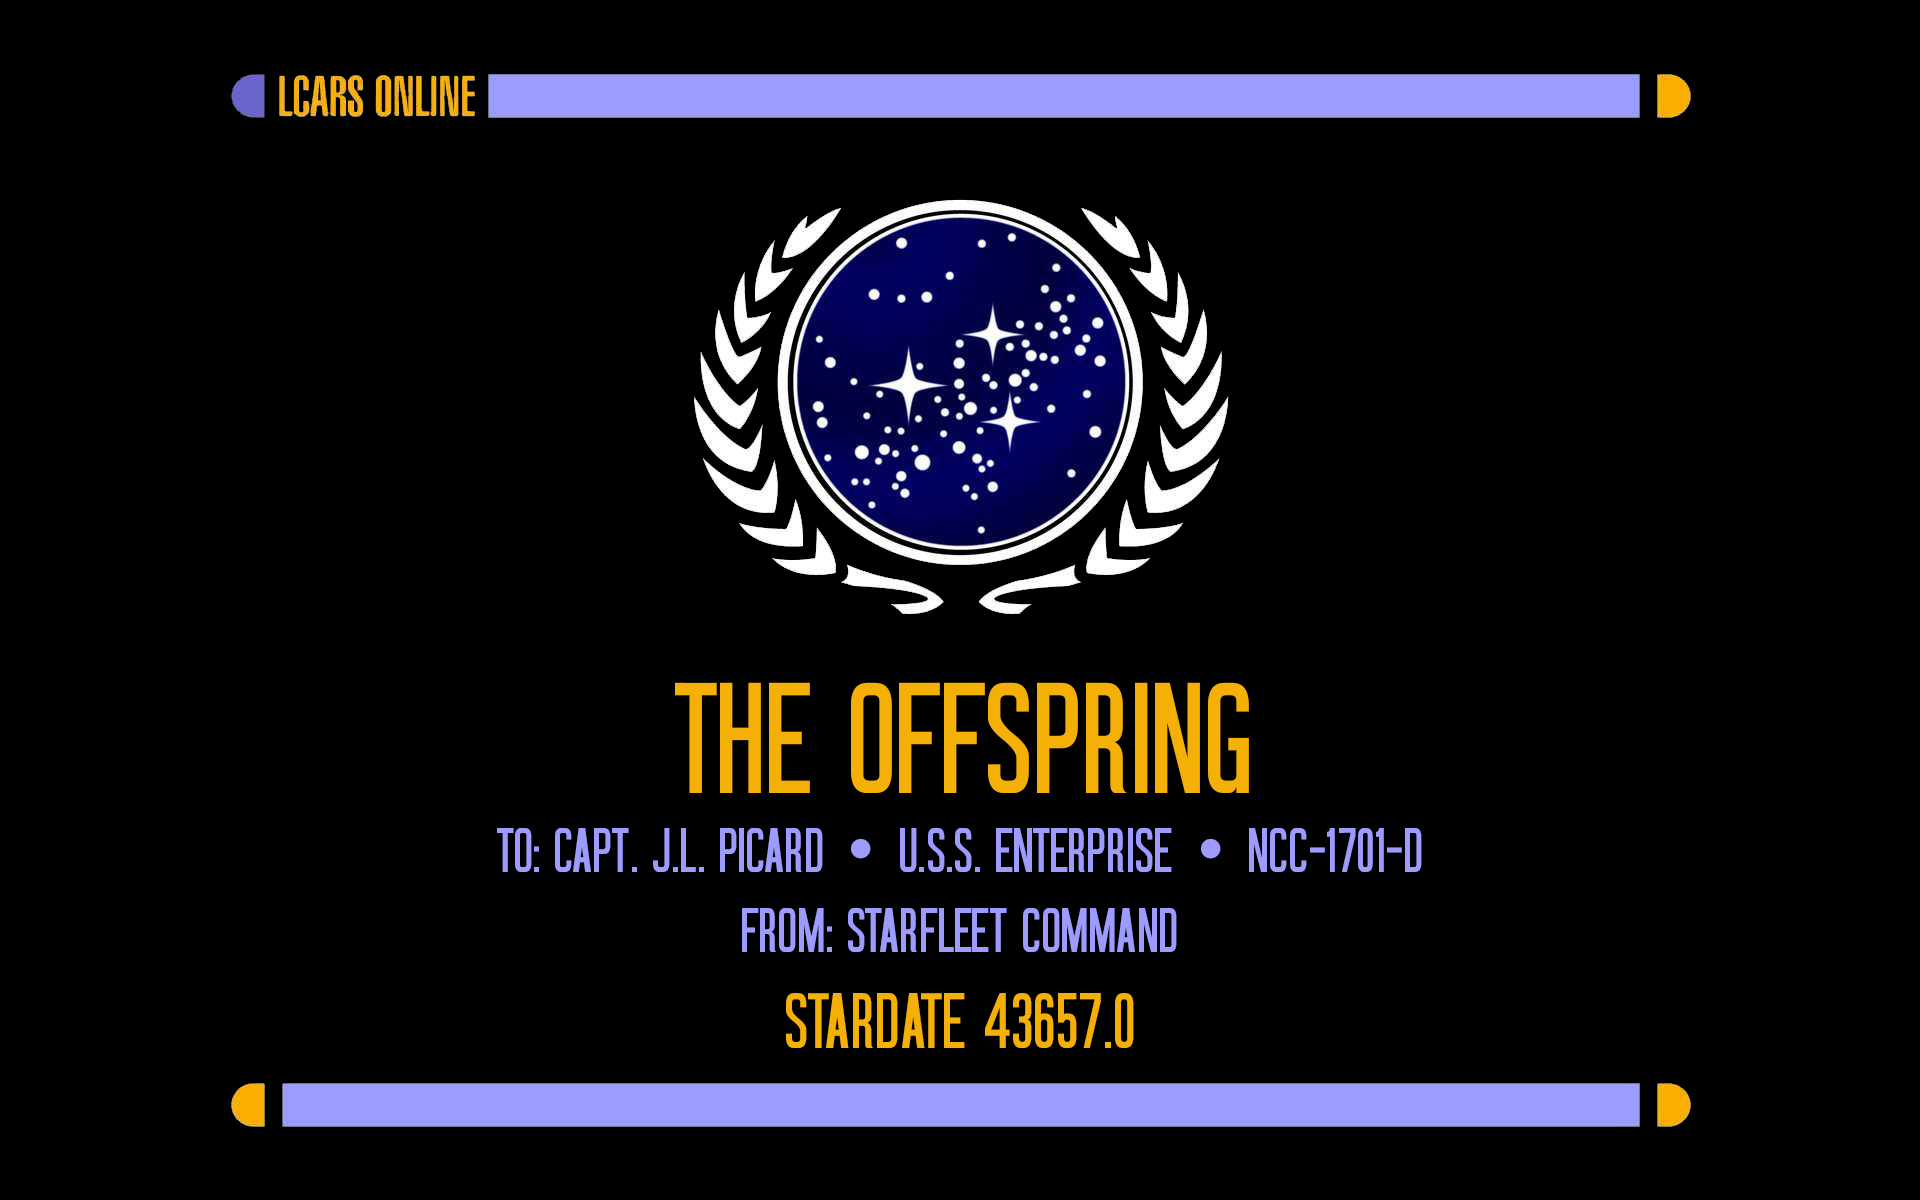 LCARS ONLINE
THE OFFSPRING
TO: CAPT. J.L. PICARD • U.S.S. ENTERPRISE • NCC-1701-D
FROM: STARFLEET COMMAND
STARDATE 43657.0